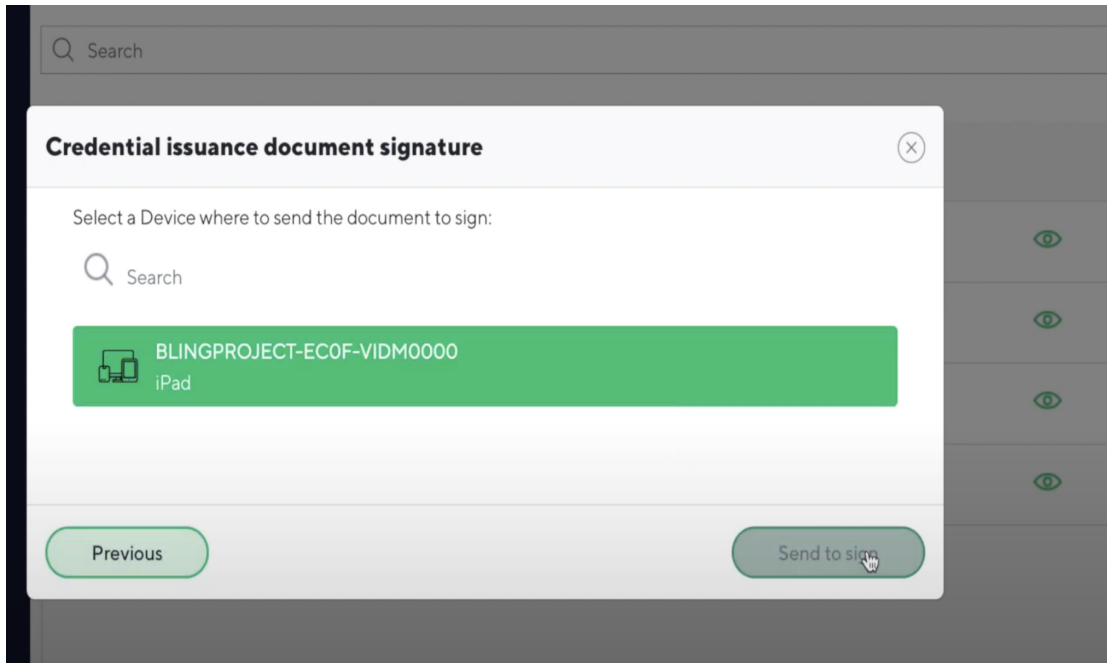 Search
Credential issuance document signature
Select a Device where to send the document to sign:
Search
BLINGPROJECT-EC0F-VIDM0000
iPad
Previous
Send to sign